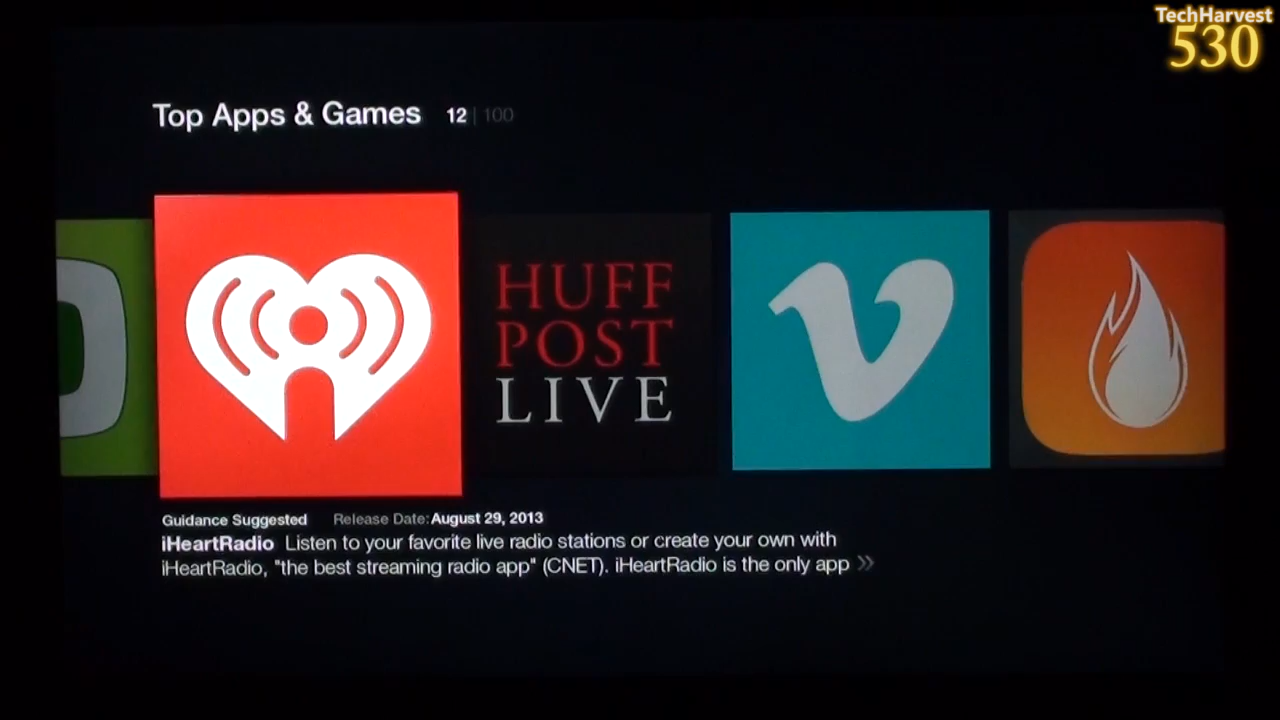 TechHarvest
530
Top Apps & Games 12 | 100
HUFF
POST
LIVE
Guidance Suggested Release Date: August 29, 2013
iHeartRadio Listen to your favorite live radio stations or create your own with
iHeartRadio, "the best streaming radio app" (CNET). iHeartRadio is the only app »